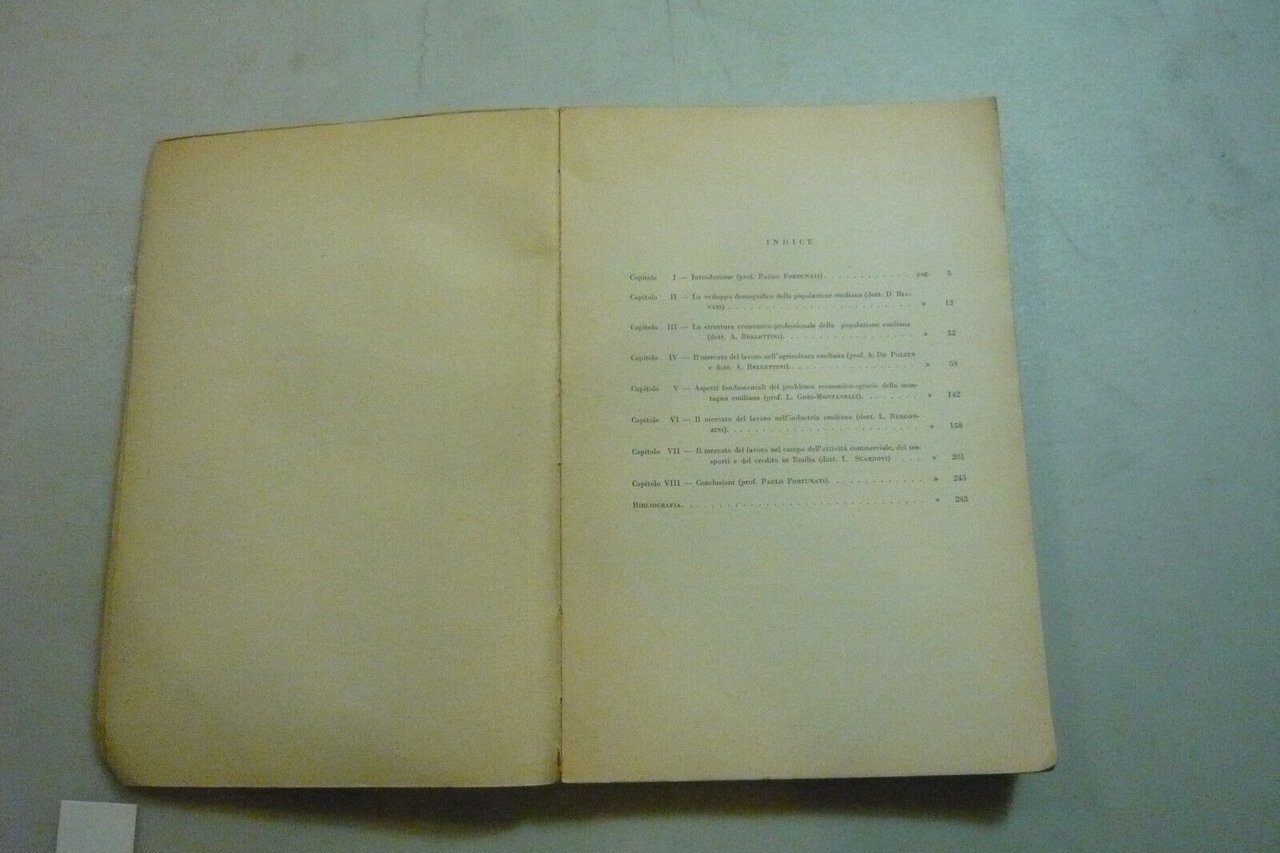 INDICE
Capitolo I — Introduzione (prof. PAOLO FORTUNATI) . . . . . . . . . . . . pag. 5
Capitolo II — Lo sviluppo demografico della popolazione emiliana (dott. D. BIA-
VATI) . . . . . . . . . . . . . . . . . . . . . . . . . . » 13
Capitolo III — La struttura economico-professionale della popolazione emiliana
(dott. A. BELLETTINI). . . . . . . . . . . . . . . . . . » 32
Capitolo IV — Il mercato del lavoro nell'agricoltura emiliana (prof. A. DE POLZER
e dott. A. BELLETTINI). . . . . . . . . . . . . . . . . » 68
Capitolo V — Aspetti fondamentali del problema economico-agrario della mon-
tagna emiliana (prof. L. GORI-MONTANELLI). . . . . . . . » 142
Capitolo VI — Il mercato del lavoro nell'industria emiliana (dott. L. BERGON-
ZINI). . . . . . . . . . . . . . . . . . . . . . . . . . » 158
Capitolo VII — Il mercato del lavoro nel campo dell'attività commerciale, dei tra-
sporti e del credito in Emilia (dott. I. SCARDOVI) . . . . » 201
Capitolo VIII — Conclusioni (prof. PAOLO FORTUNATI). . . . . . . . . . . . » 245
BIBLIOGRAFIA. . . . . . . . . . . . . . . . . . . . . . . . . . . . » 283